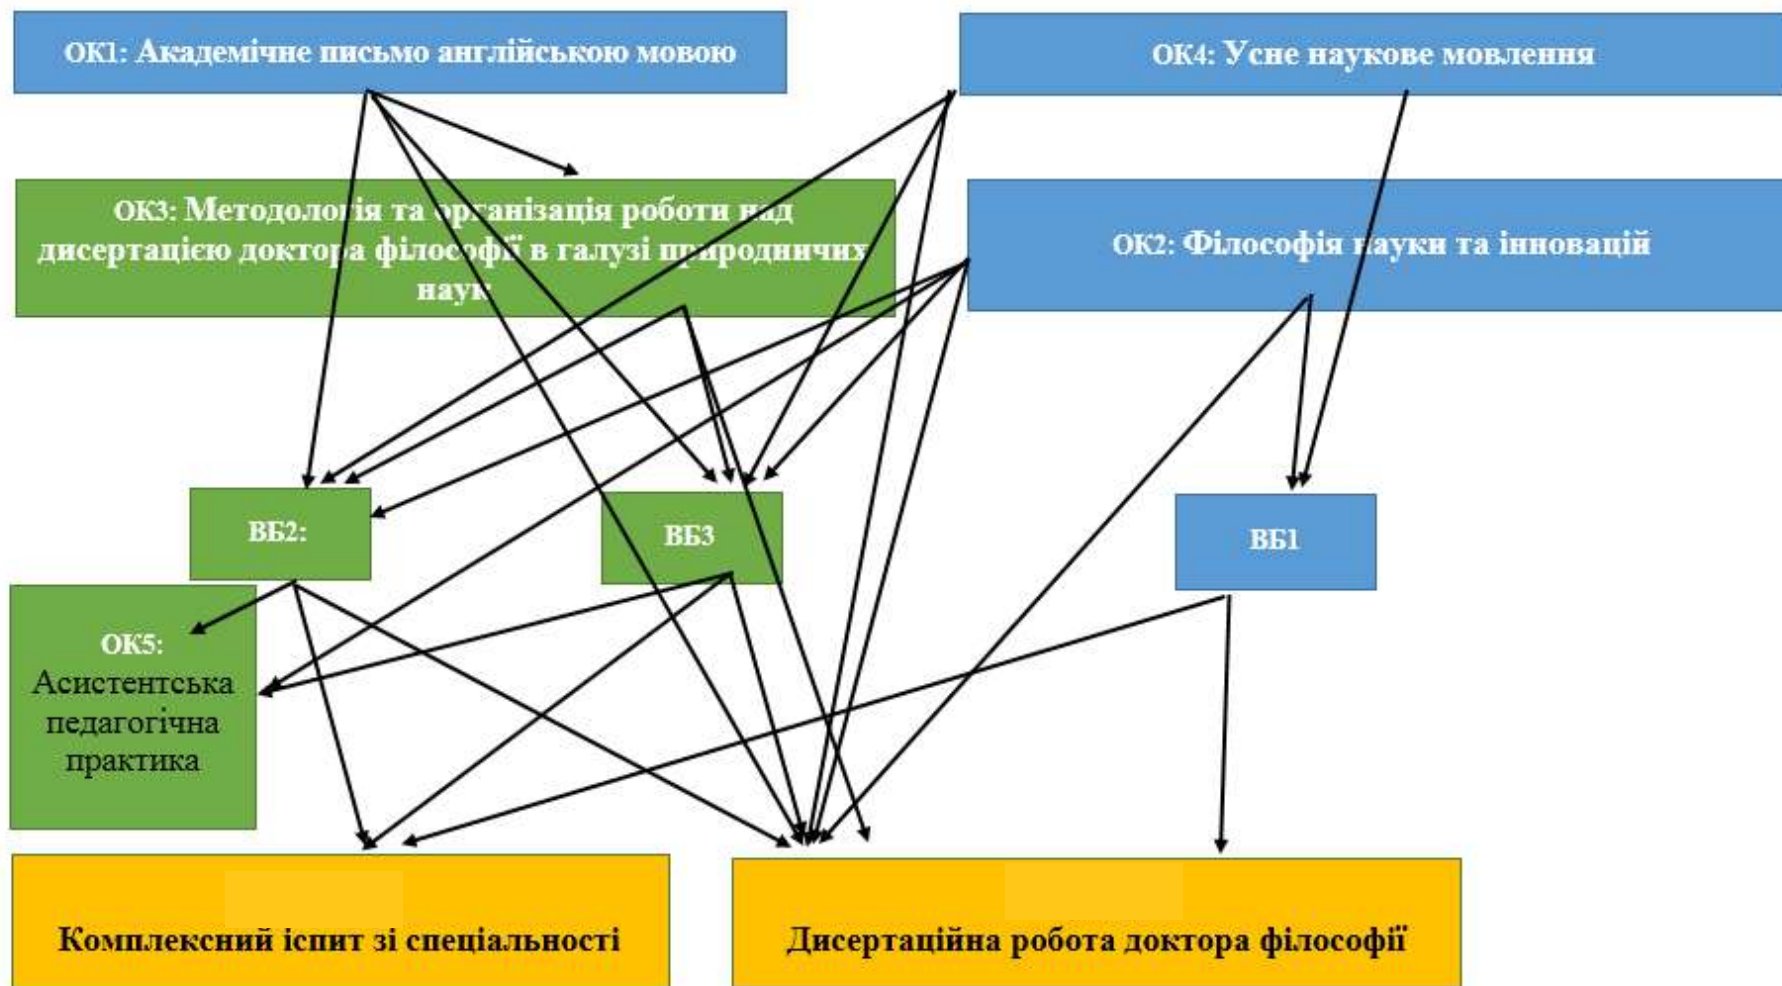 ОК1: Академічне письмо англійською мовою
ОК4: Усне наукове мовлення
ОК3: Методологія та організація роботи над
дисертацією доктора філософії в галузі природничих
наук
ОК2: Філософія науки та інновацій
ВБ2:
ВБ3
ВБ1
ОК5:
Асистентська
педагогічна
практика
Комплексний іспит зі спеціальності
Дисертаційна робота доктора філософії